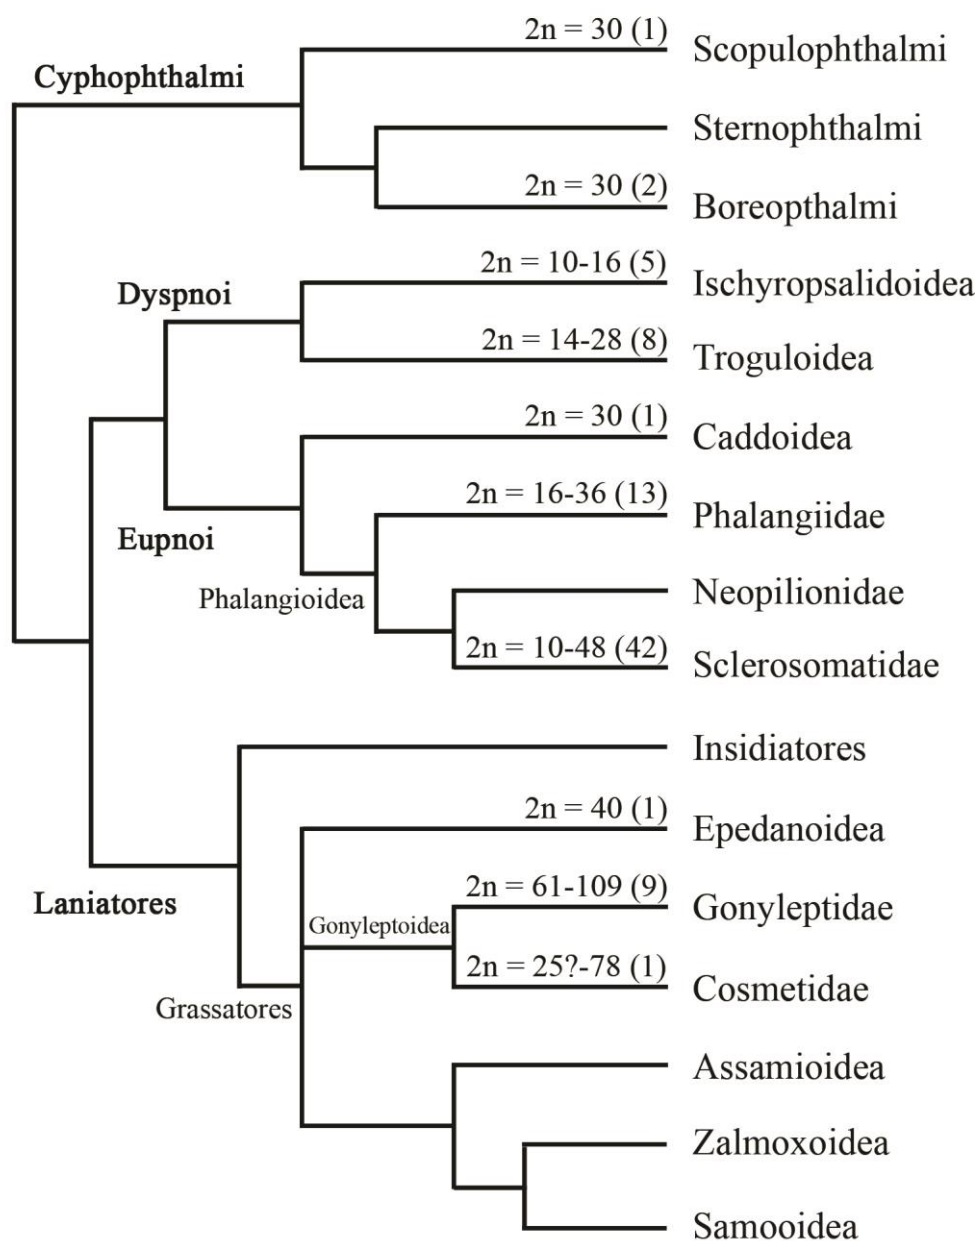 2n = 30 (1)
Scopulophthalmi
Cyphophthalmi
Sternophthalmi
2n = 30 (2)
Boreopthalmi
2n = 10-16 (5)
Ischyropsalidoidea
Dyspnoi
2n = 14-28 (8)
Troguloidea
2n = 30 (1)
Caddoidea
2n = 16-36 (13)
Phalangiidae
Eupnoi
Phalangioidea
Neopilionidae
2n = 10-48 (42)
Sclerosomatidae
Insidiatores
2n = 40 (1)
Epedanoidea
Laniatores
2n = 61-109 (9)
Gonyleptidae
Gonyleptoidea
2n = 25?-78 (1)
Cosmetidae
Grassatores
Assamioidea
Zalmoxoidea
Samooidea